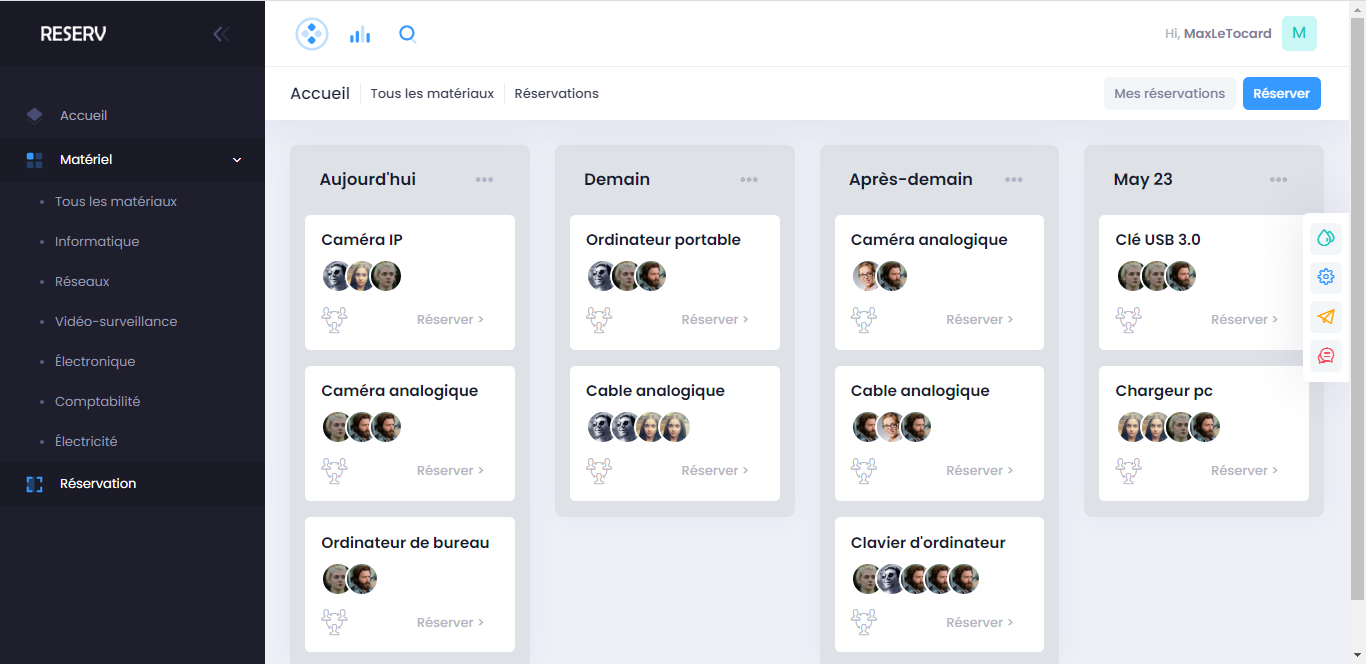 RESERV
Accueil
Matériel
Tous les matériaux
Informatique
Réseaux
Vidéo-surveillance
Électronique
Comptabilité
Électricité
Réservation
Hi, MaxLeTocard
M
Accueil
Tous les matériaux
Réservations
Mes réservations
Réserver
Aujourd'hui
Caméra IP
Réserver >
Caméra analogique
Réserver >
Ordinateur de bureau
Réserver >
Demain
Ordinateur portable
Réserver >
Cable analogique
Réserver >
Après-demain
Caméra analogique
Réserver >
Cable analogique
Réserver >
Clavier d'ordinateur
Réserver >
May 23
Clé USB 3.0
Réserver >
Chargeur pc
Réserver >